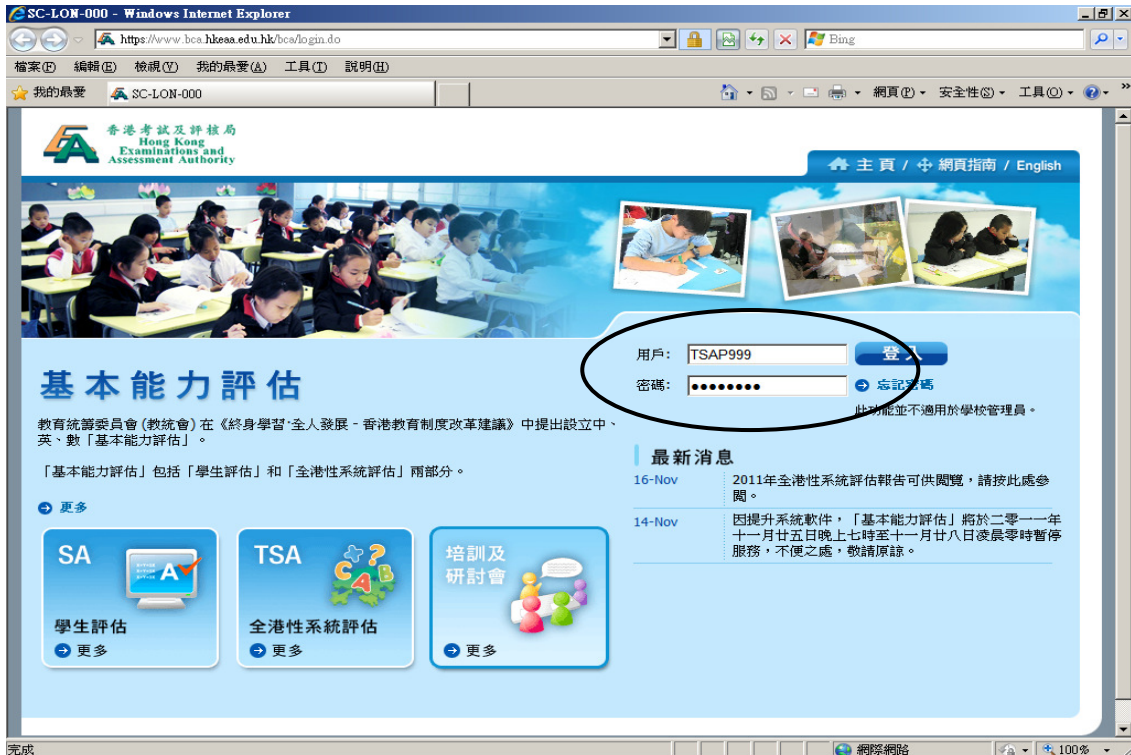 SC-LON-000 - Windows Internet Explorer
https://www.bca.hkeaa.edu.hk/bca/login.do
Bing
檔案(F) 編輯(E) 檢視(V) 我的最愛(A) 工具(T) 說明(H)
我的最愛 SC-LON-000 網頁(P) 安全性(S) 工具(O) »
香港考試及評核局
Hong Kong
Examinations and
Assessment Authority
主頁 / 網頁指南 / English
用戶: TSAP999 登入
密碼: ●●●●●●●● 忘記密碼
此功能並不適用於學校管理員。
基本能力評估
教育統籌委員會 (教統會) 在《終身學習‧全人發展 - 香港教育制度改革建議》中提出設立中、
英、數「基本能力評估」。
「基本能力評估」包括「學生評估」和「全港性系統評估」兩部分。
更多
最新消息
16-Nov 2011年全港性系統評估報告可供閱覽，請按此處參
閱。
14-Nov 因提升系統軟件，「基本能力評估」將於二零一一年
十一月廿五日晚上七時至十一月廿八日凌晨零時暫停
服務，不便之處，敬請原諒。
SA
學生評估
更多
TSA
CAB
全港性系統評估
更多
培訓及
研討會
更多
完成 網際網路 100%